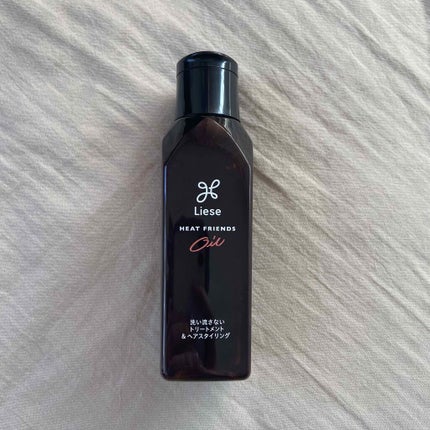 Liese
HEAT FRIENDS
Oil
洗い流さない
トリートメント
&ヘアスタイリング